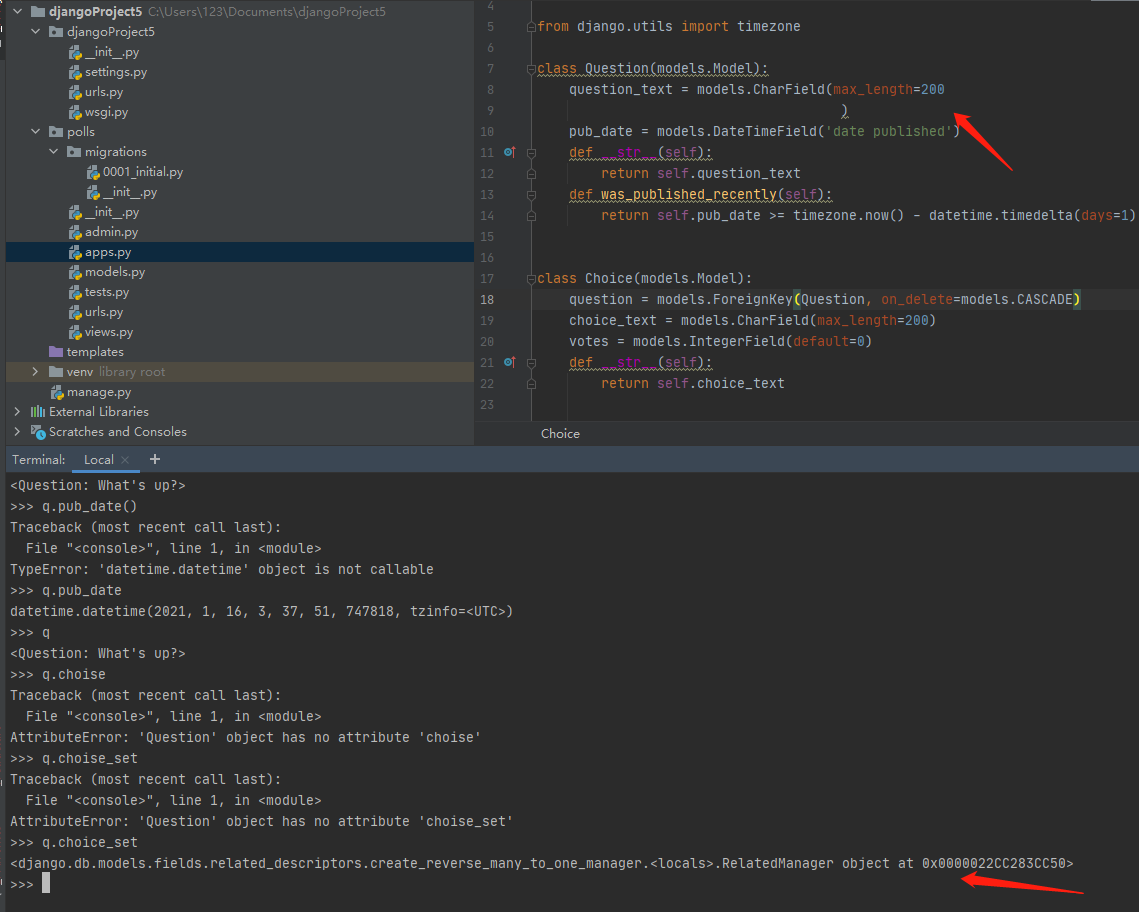 djangoProject5 C:\Users\123\Documents\djangoProject5
djangoProject5
__init__.py
settings.py
urls.py
wsgi.py
polls
migrations
0001_initial.py
__init__.py
__init__.py
admin.py
apps.py
models.py
tests.py
urls.py
views.py
templates
venv library root
manage.py
External Libraries
Scratches and Consoles
4
5 from django.utils import timezone
6
7 class Question(models.Model):
8 question_text = models.CharField(max_length=200
9 )
10 pub_date = models.DateTimeField('date published')
11 def __str__(self):
12 return self.question_text
13 def was_published_recently(self):
14 return self.pub_date >= timezone.now() - datetime.timedelta(days=1)
15
16
17 class Choice(models.Model):
18 question = models.ForeignKey(Question, on_delete=models.CASCADE)
19 choice_text = models.CharField(max_length=200)
20 votes = models.IntegerField(default=0)
21 def __str__(self):
22 return self.choice_text
23
Choice
Terminal: Local × +
<Question: What's up?>
>>> q.pub_date()
Traceback (most recent call last):
File "<console>", line 1, in <module>
TypeError: 'datetime.datetime' object is not callable
>>> q.pub_date
datetime.datetime(2021, 1, 16, 3, 37, 51, 747818, tzinfo=<UTC>)
>>> q
<Question: What's up?>
>>> q.choise
Traceback (most recent call last):
File "<console>", line 1, in <module>
AttributeError: 'Question' object has no attribute 'choise'
>>> q.choise_set
Traceback (most recent call last):
File "<console>", line 1, in <module>
AttributeError: 'Question' object has no attribute 'choise_set'
>>> q.choice_set
<django.db.models.fields.related_descriptors.create_reverse_many_to_one_manager.<locals>.RelatedManager object at 0x0000022CC283CC50>
>>>